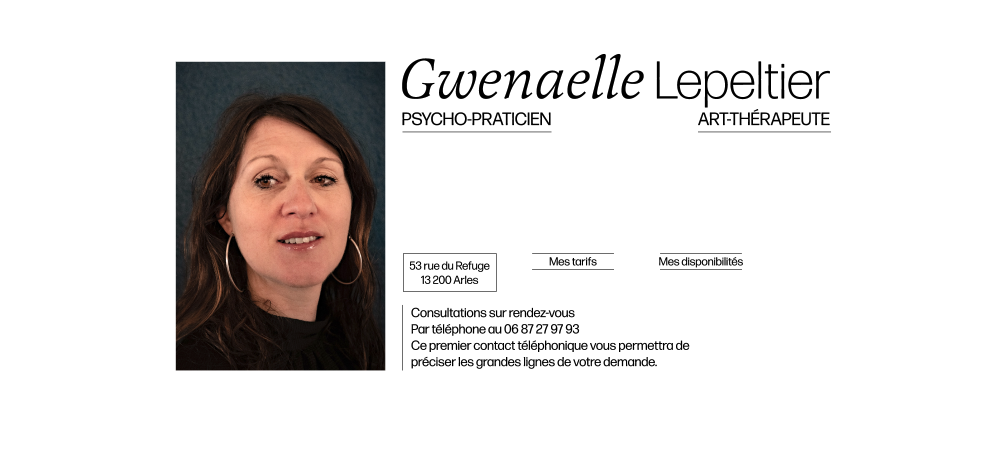 Gwenaelle Lepeltier
PSYCHO-PRATICIEN ART-THÉRAPEUTE
53 rue du Refuge
13 200 Arles
Mes tarifs
Mes disponibilités
Consultations sur rendez-vous
Par téléphone au 06 87 27 97 93
Ce premier contact téléphonique vous permettra de
préciser les grandes lignes de votre demande.